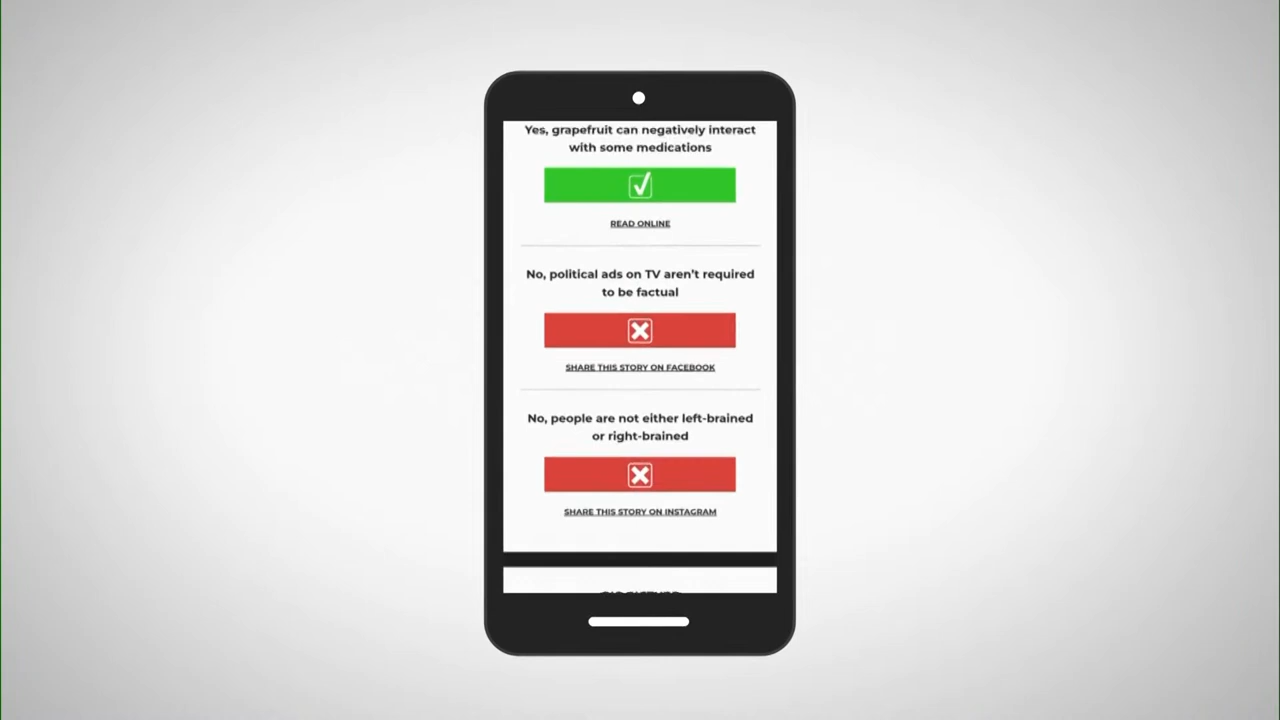 Yes, grapefruit can negatively interact
with some medications
READ ONLINE
No, political ads on TV aren't required
to be factual
SHARE THIS STORY ON FACEBOOK
No, people are not either left-brained
or right-brained
SHARE THIS STORY ON INSTAGRAM